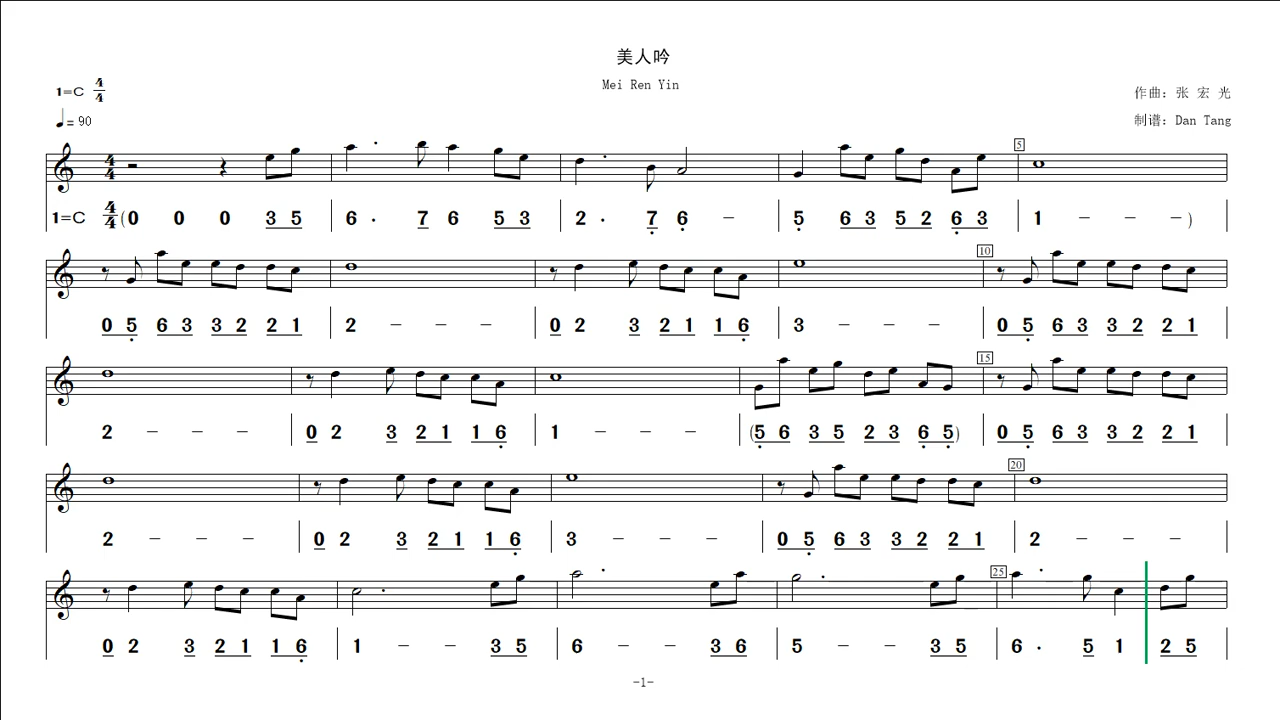 美人吟
Mei Ren Yin
1=C 4/4
作曲: 张 宏 光
♩= 90
制谱: Dan Tang
5
1=C 4/4 (0 0 0 3 5 | 6 · 7 6 5 3 | 2 · 7 6 － | 5 6 3 5 2 6 3 | 1 － － － )
10
0 5 6 3 3 2 2 1 | 2 － － － | 0 2 3 2 1 1 6 | 3 － － － | 0 5 6 3 3 2 2 1
15
2 － － － | 0 2 3 2 1 1 6 | 1 － － － | (5 6 3 5 2 3 6 5) | 0 5 6 3 3 2 2 1
20
2 － － － | 0 2 3 2 1 1 6 | 3 － － － | 0 5 6 3 3 2 2 1 | 2 － － －
25
0 2 3 2 1 1 6 | 1 － － 3 5 | 6 － － 3 6 | 5 － － 3 5 | 6 · 5 1 2 5
-1-